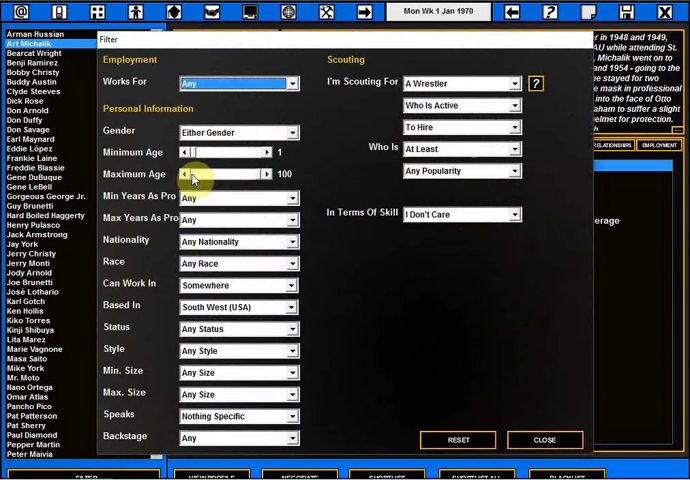 Mon Wk 1 Jan 1970
Arman Hussian
Art Michalik
Bearcat Wright
Benji Ramirez
Bobby Christy
Buddy Austin
Clyde Steeves
Dick Rose
Don Arnold
Don Duffy
Don Savage
Earl Maynard
Eddie López
Frankie Laine
Freddie Blassie
Gene DuBuque
Gene LeBell
Gorgeous George Jr.
Guy Brunetti
Hard Boiled Haggerty
Henry Pulasco
Jack Armstrong
Jay York
Jerry Christy
Jerry Monti
Jody Arnold
Joe Brunetti
José Lothario
Karl Gotch
Ken Hollis
Kiko Torres
Kinji Shibuya
Lita Marez
Marie Vagnone
Masa Saito
Mike York
Mr. Moto
Nano Ortega
Omar Atlas
Pancho Pico
Pat Patterson
Pat Sherry
Paul Diamond
Pepper Martin
Peter Maivia
Filter
Employment
Works For Any
Personal Information
Gender Either Gender
Minimum Age 1
Maximum Age 100
Min Years As Pro Any
Max Years As Pro Any
Nationality Any Nationality
Race Any Race
Can Work In Somewhere
Based In South West (USA)
Status Any Status
Style Any Style
Min. Size Any Size
Max. Size Any Size
Speaks Nothing Specific
Backstage Any
Scouting
I'm Scouting For A Wrestler ?
Who Is Active
To Hire
Who Is At Least
Any Popularity
In Terms Of Skill I Don't Care
RESET CLOSE
r in 1948 and 1949,
AU while attending St.
Michalik went on to
and 1954 - going to the
he stayed for two
mask in professional
into the face of Otto
aham to suffer a slight
elmet for protection.
RELATIONSHIPS EMPLOYMENT
erage
FILTER VIEW PROFILE NEGOTIATE SHORTLIST SHORTLIST ALL BLACKLIST